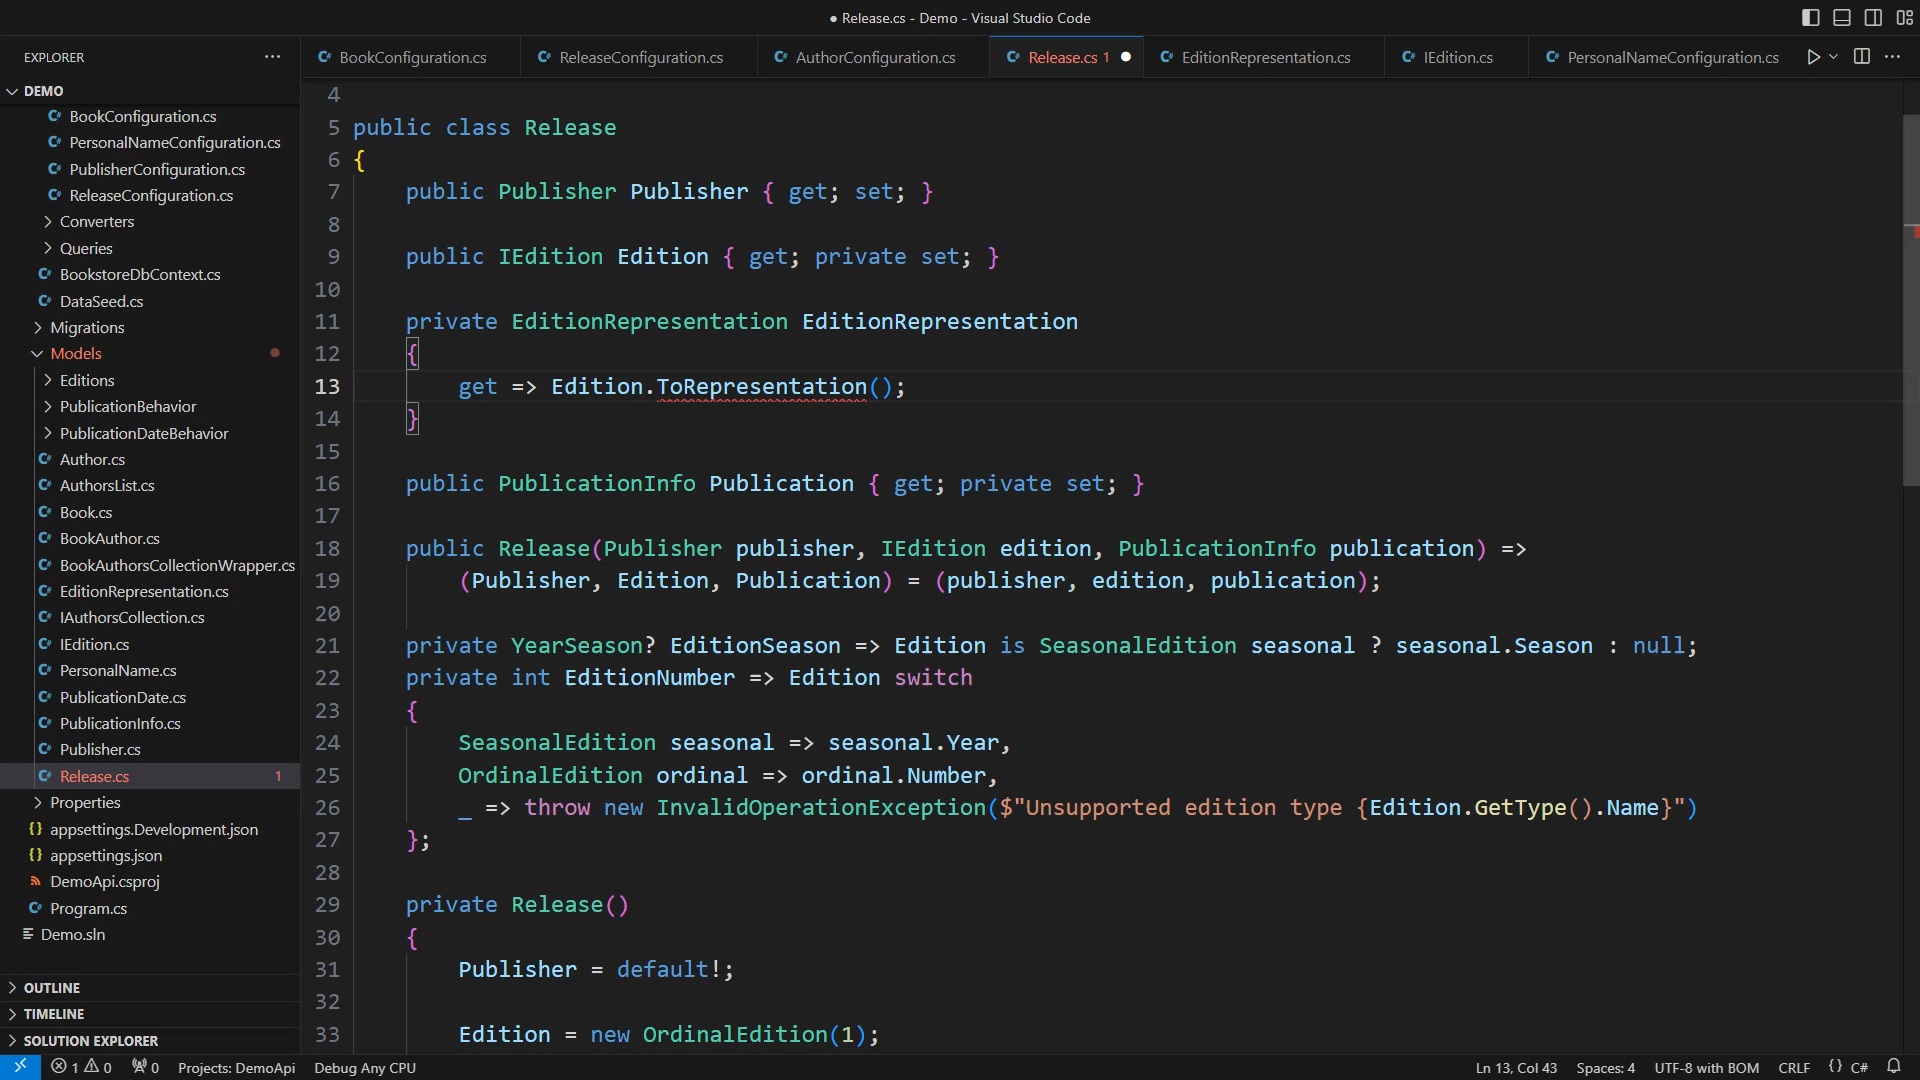 ● Release.cs - Demo - Visual Studio Code
EXPLORER
DEMO
BookConfiguration.cs
PersonalNameConfiguration.cs
PublisherConfiguration.cs
ReleaseConfiguration.cs
Converters
Queries
BookstoreDbContext.cs
DataSeed.cs
Migrations
Models
Editions
PublicationBehavior
PublicationDateBehavior
Author.cs
AuthorsList.cs
Book.cs
BookAuthor.cs
BookAuthorsCollectionWrapper.cs
EditionRepresentation.cs
IAuthorsCollection.cs
IEdition.cs
PersonalName.cs
PublicationDate.cs
PublicationInfo.cs
Publisher.cs
Release.cs 1
Properties
appsettings.Development.json
appsettings.json
DemoApi.csproj
Program.cs
Demo.sln
OUTLINE
TIMELINE
SOLUTION EXPLORER
BookConfiguration.cs ReleaseConfiguration.cs AuthorConfiguration.cs Release.cs 1 EditionRepresentation.cs IEdition.cs PersonalNameConfiguration.cs
4
5 public class Release
6 {
7 public Publisher Publisher { get; set; }
8
9 public IEdition Edition { get; private set; }
10
11 private EditionRepresentation EditionRepresentation
12 {
13 get => Edition.ToRepresentation();
14 }
15
16 public PublicationInfo Publication { get; private set; }
17
18 public Release(Publisher publisher, IEdition edition, PublicationInfo publication) =>
19 (Publisher, Edition, Publication) = (publisher, edition, publication);
20
21 private YearSeason? EditionSeason => Edition is SeasonalEdition seasonal ? seasonal.Season : null;
22 private int EditionNumber => Edition switch
23 {
24 SeasonalEdition seasonal => seasonal.Year,
25 OrdinalEdition ordinal => ordinal.Number,
26 _ => throw new InvalidOperationException($"Unsupported edition type {Edition.GetType().Name}")
27 };
28
29 private Release()
30 {
31 Publisher = default!;
32
33 Edition = new OrdinalEdition(1);
1 0 0 Projects: DemoApi Debug Any CPU Ln 13, Col 43 Spaces: 4 UTF-8 with BOM CRLF {} C#